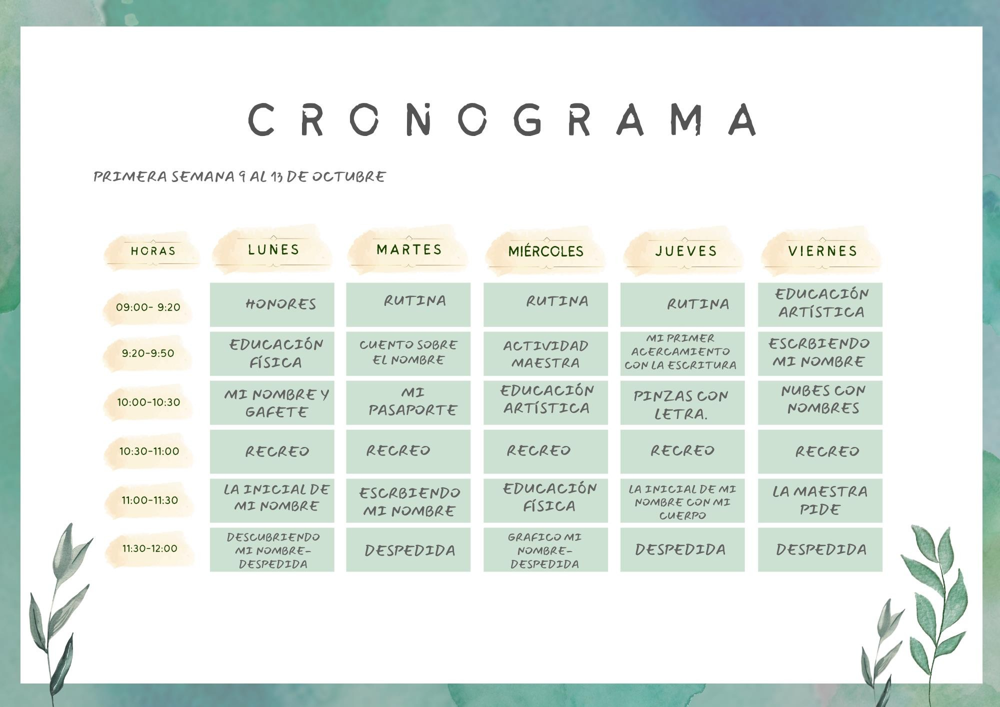 CRONOGRAMA
PRIMERA SEMANA 9 AL 13 DE OCTUBRE
HORAS
LUNES
MARTES
MIÉRCOLES
JUEVES
VIERNES
09:00- 9:20
HONORES
RUTINA
RUTINA
RUTINA
EDUCACIÓN
ARTÍSTICA
9:20-9:50
EDUCACIÓN
FÍSICA
CUENTO SOBRE
EL NOMBRE
ACTIVIDAD
MAESTRA
MI PRIMER
ACERCAMIENTO
CON LA ESCRITURA
ESCRBIENDO
MI NOMBRE
10:00-10:30
MI NOMBRE Y
GAFETE
MI
PASAPORTE
EDUCACIÓN
ARTÍSTICA
PINZAS CON
LETRA.
NUBES CON
NOMBRES
10:30-11:00
RECREO
RECREO
RECREO
RECREO
RECREO
11:00-11:30
LA INICIAL DE
MI NOMBRE
ESCRBIENDO
MI NOMBRE
EDUCACIÓN
FÍSICA
LA INICIAL DE MI
NOMBRE CON MI
CUERPO
LA MAESTRA
PIDE
11:30-12:00
DESCUBRIENDO
MI NOMBRE-
DESPEDIDA
DESPEDIDA
GRAFICO MI
NOMBRE-
DESPEDIDA
DESPEDIDA
DESPEDIDA